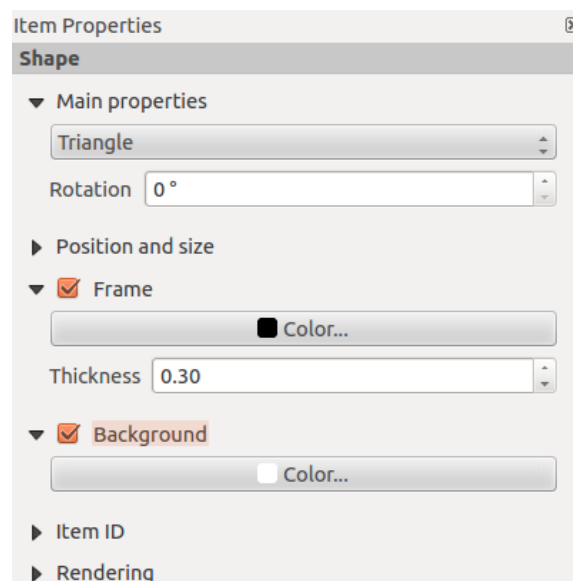 Item Properties
Shape
Main properties
Triangle
Rotation 0 °
Position and size
Frame
Color...
Thickness 0.30
Background
Color...
Item ID
Rendering